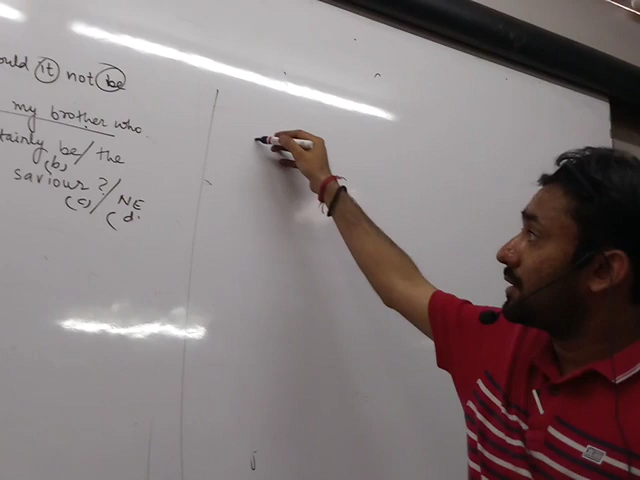 it not be
my brother who
be/ the
(b)
saviour ?/ NE
(c)/ (d.